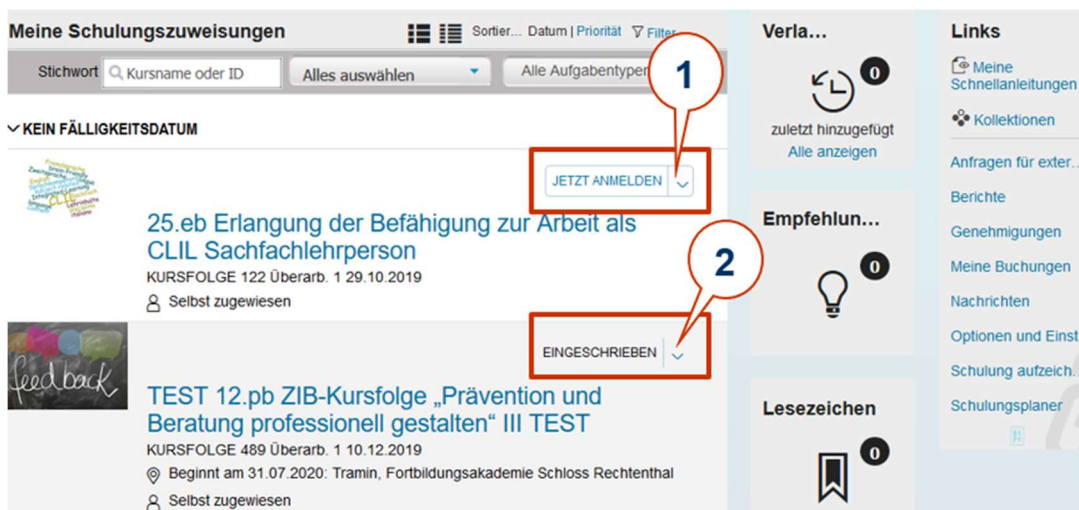 Meine Schulungszuweisungen
Sortier... Datum | Priorität Filter
Stichwort Kursname oder ID Alles auswählen Alle Aufgabentypen
1
KEIN FÄLLIGKEITSDATUM
JETZT ANMELDEN
25.eb Erlangung der Befähigung zur Arbeit als
CLIL Sachfachlehrperson
KURSFOLGE 122 Überarb. 1 29.10.2019
Selbst zugewiesen
2
EINGESCHRIEBEN
feedback
TEST 12.pb ZIB-Kursfolge „Prävention und
Beratung professionell gestalten“ III TEST
KURSFOLGE 489 Überarb. 1 10.12.2019
Beginnt am 31.07.2020: Tramin, Fortbildungsakademie Schloss Rechtenthal
Selbst zugewiesen
Verla...
0
zuletzt hinzugefügt
Alle anzeigen
Empfehlun...
0
Lesezeichen
0
Links
Meine
Schnellanleitungen
Kollektionen
Anfragen für exter...
Berichte
Genehmigungen
Meine Buchungen
Nachrichten
Optionen und Einst
Schulung aufzeich...
Schulungsplaner